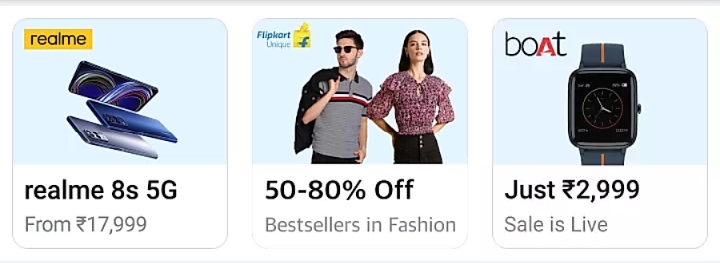 realme
realme 8s 5G
From ₹17,999
Flipkart
Unique
50-80% Off
Bestsellers in Fashion
boAt
Just ₹2,999
Sale is Live